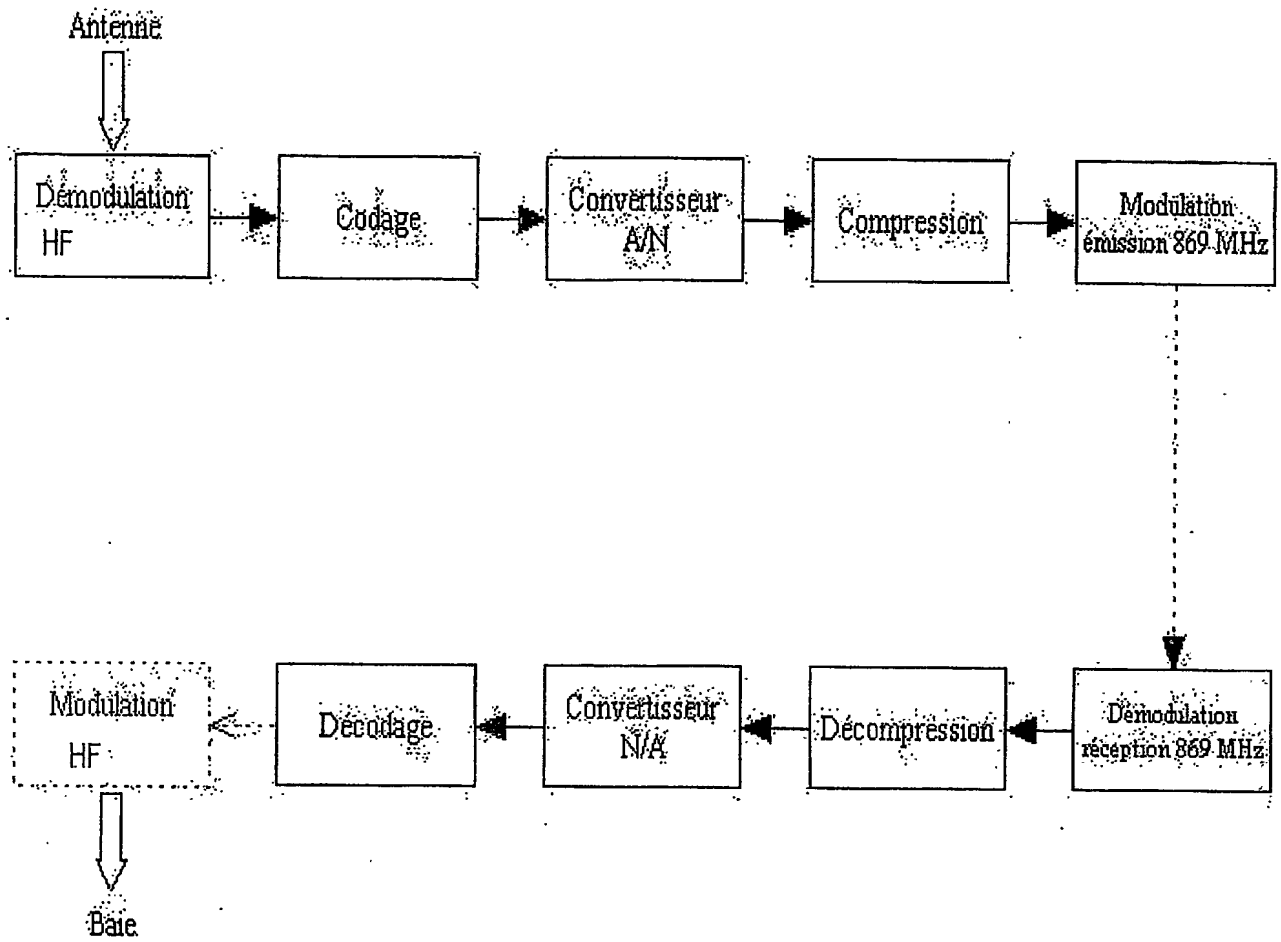 Antenne
Démodulation
HF
Codage
Convertisseur
A/N
Compression
Modulation
émission 869 MHz
Modulation
HF
Décodage
Convertisseur
N/A
Décompression
Démodulation
réception 869 MHz
Baie